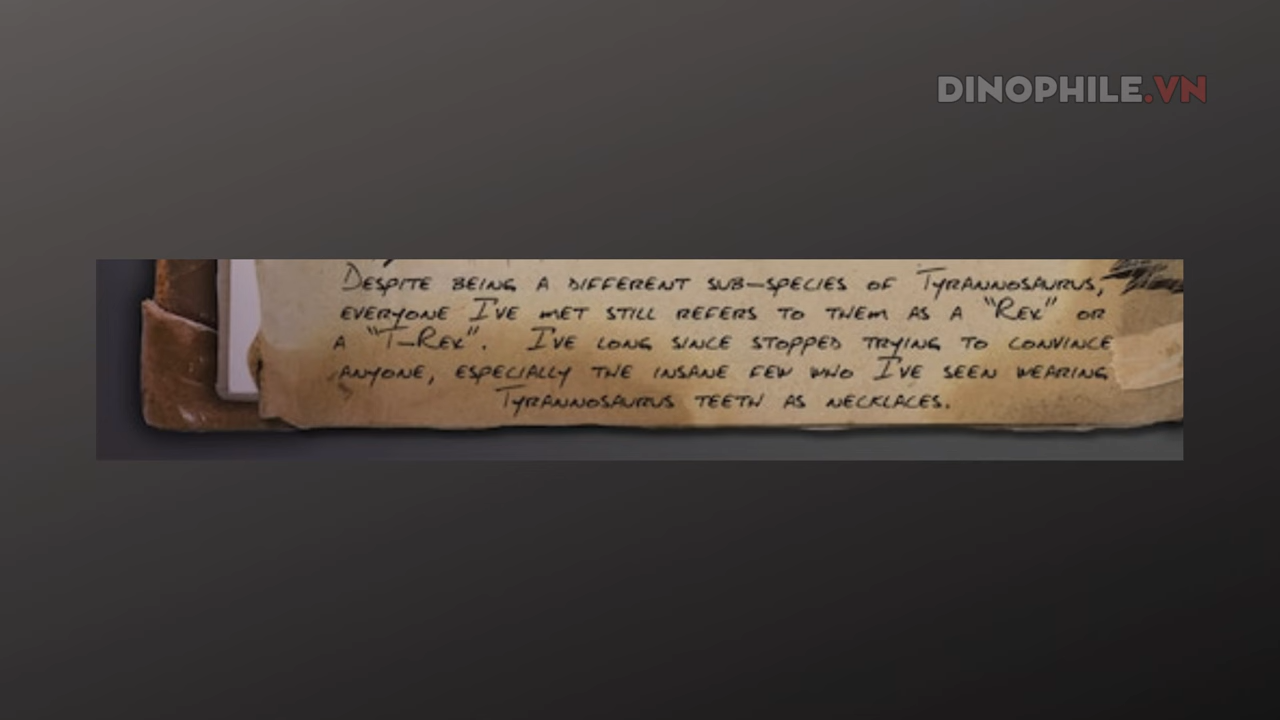 DINOPHILE.VN
DESPITE BEING A DIFFERENT SUB-SPECIES OF TYRANNOSAURUS,
EVERYONE I'VE MET STILL REFERS TO THEM AS A "REX" OR
A "T-REX". I'VE LONG SINCE STOPPED TRYING TO CONVINCE
ANYONE, ESPECIALLY THE INSANE FEW WHO I'VE SEEN WEARING
TYRANNOSAURUS TEETH AS NECKLACES.